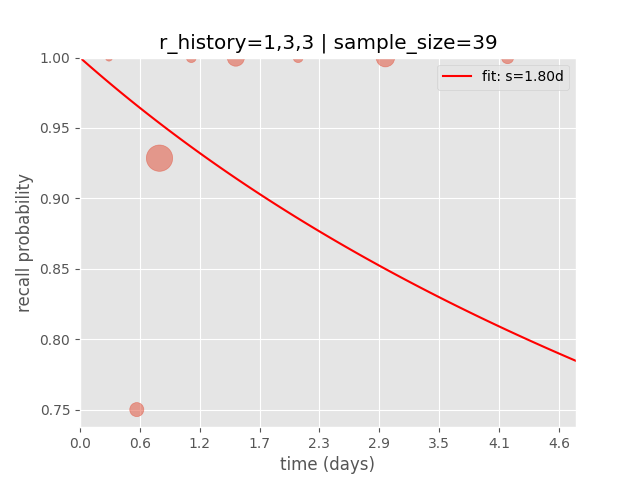 r_history=1,3,3 | sample_size=39
fit: s=1.80d
recall probability
1.00
0.95
0.90
0.85
0.80
0.75
0.0 0.6 1.2 1.7 2.3 2.9 3.5 4.1 4.6
time (days)